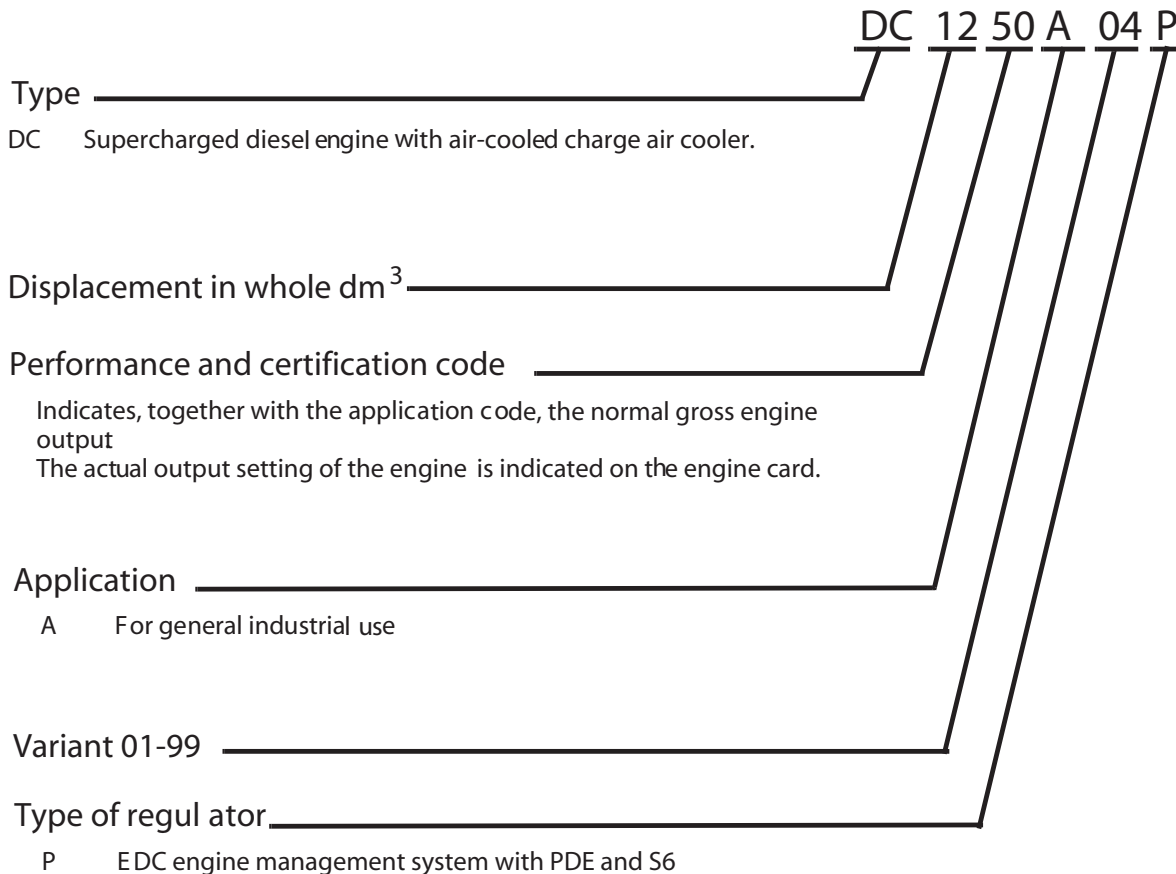 DC 12 50 A 04 P
Type
DC Supercharged diesel engine with air-cooled charge air cooler.
Displacement in whole dm3
Performance and certification code
Indicates, together with the application code, the normal gross engine
output
The actual output setting of the engine is indicated on the engine card.
Application
A For general industrial use
Variant 01-99
Type of regul ator
P EDC engine management system with PDE and S6